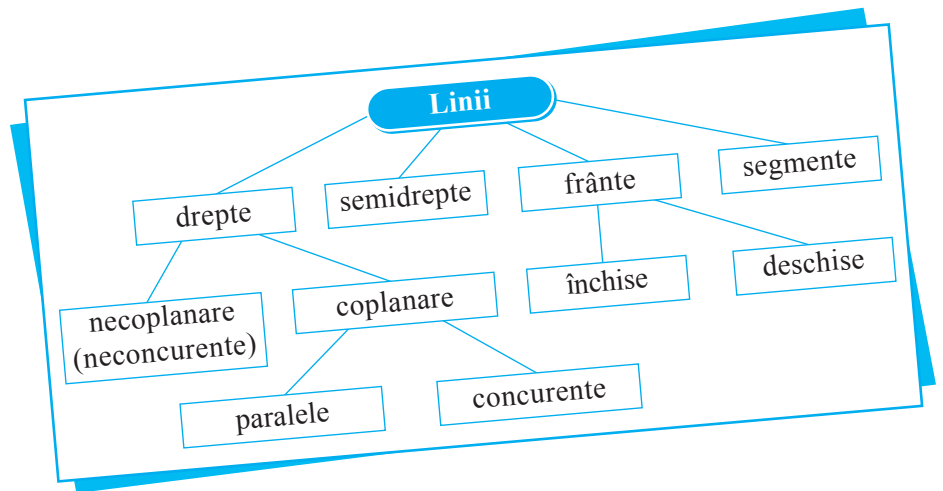 Linii
drepte
semidrepte
frânte
segmente
necoplanare
(neconcurente)
coplanare
închise
deschise
paralele
concurente